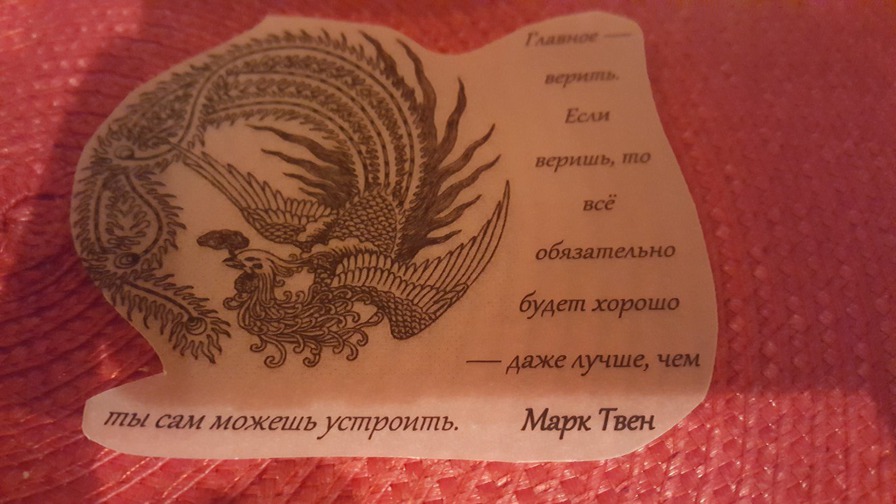 Главное —
верить.
Если
веришь, то
всё
обязательно
будет хорошо
— даже лучше, чем
ты сам можешь устроить. Марк Твен